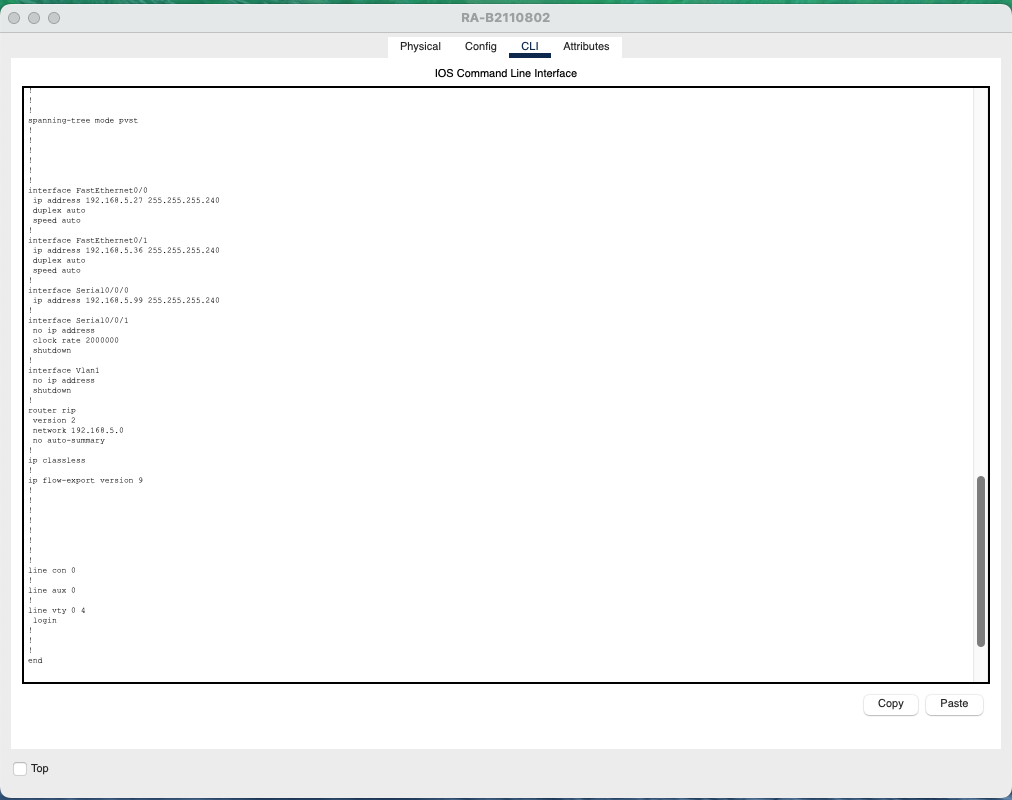 RA-B2110802
Physical Config CLI Attributes
IOS Command Line Interface
!
!
!
spanning-tree mode pvst
!
!
!
!
!
!
interface FastEthernet0/0
ip address 192.168.5.27 255.255.255.240
duplex auto
speed auto
!
interface FastEthernet0/1
ip address 192.168.5.36 255.255.255.240
duplex auto
speed auto
!
interface Serial0/0/0
ip address 192.168.5.99 255.255.255.240
!
interface Serial0/0/1
no ip address
clock rate 2000000
shutdown
!
interface Vlan1
no ip address
shutdown
!
router rip
version 2
network 192.168.5.0
no auto-summary
!
ip classless
!
ip flow-export version 9
!
!
!
!
!
!
!
!
line con 0
!
line aux 0
!
line vty 0 4
login
!
!
!
end
Copy Paste
Top